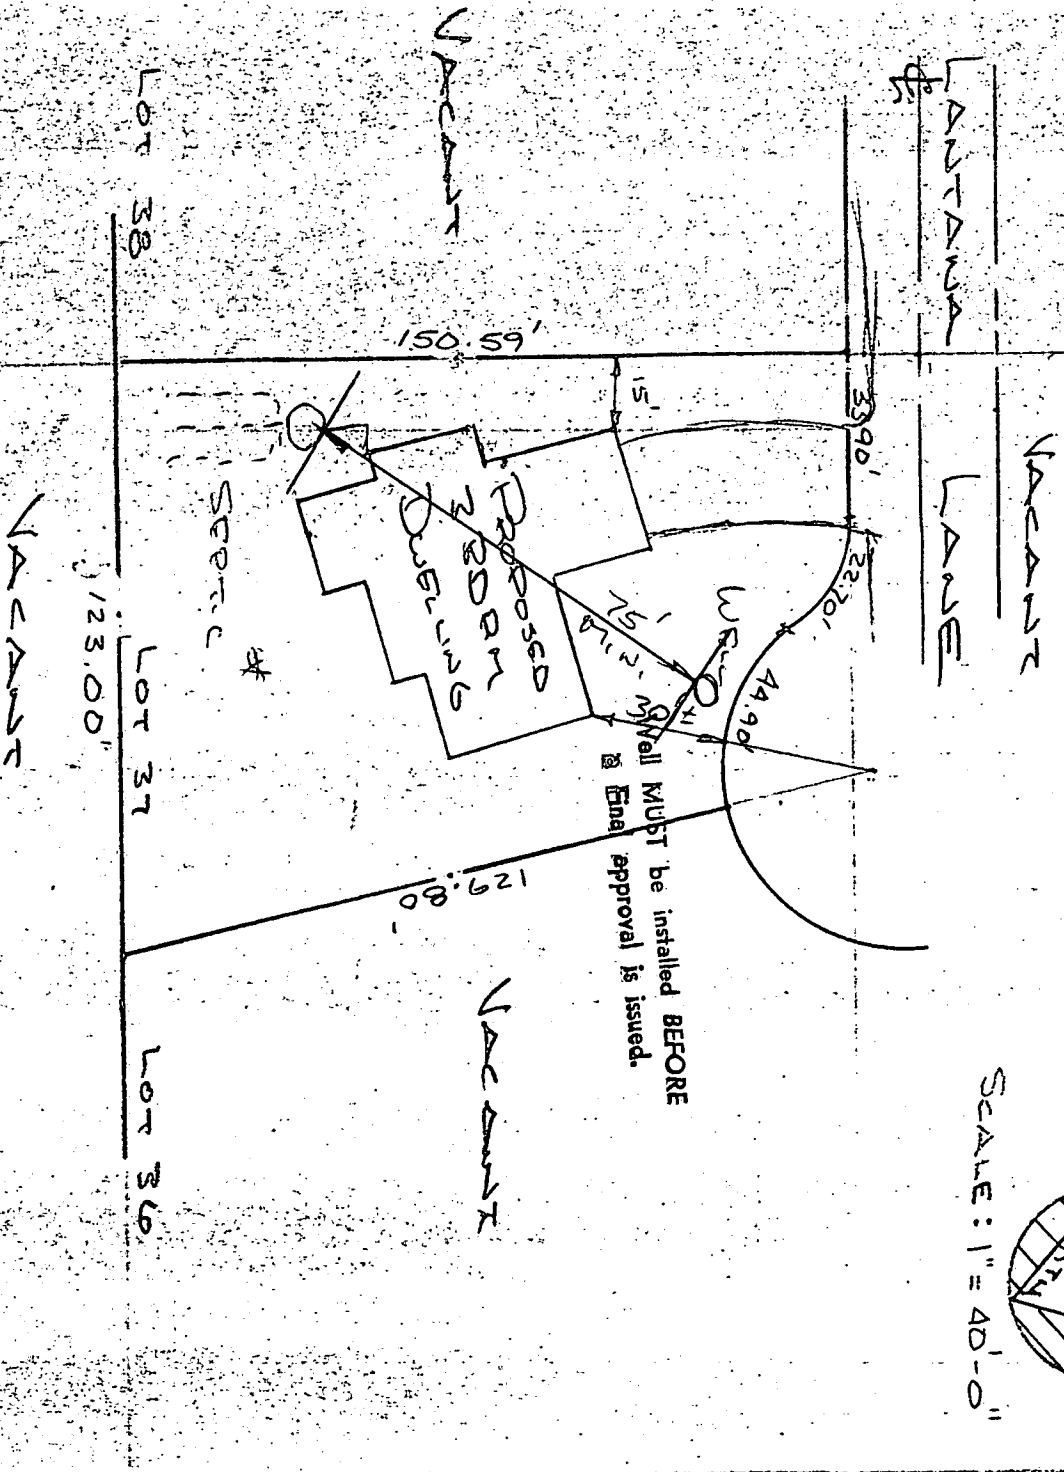 VACANT
LANTANA LANE
VACANT
SCALE: 1" = 40'-0"
33.90'
22.70'
44.90'
150.59'
15'
WELL
75' MIN.
PROPOSED
3 BDRM
DWELLING
Well MUST be installed BEFORE
Final approval is issued.
129.80'
VACANT
SEPTIC
*
LOT 38
LOT 37
LOT 36
123.00'
VACANT